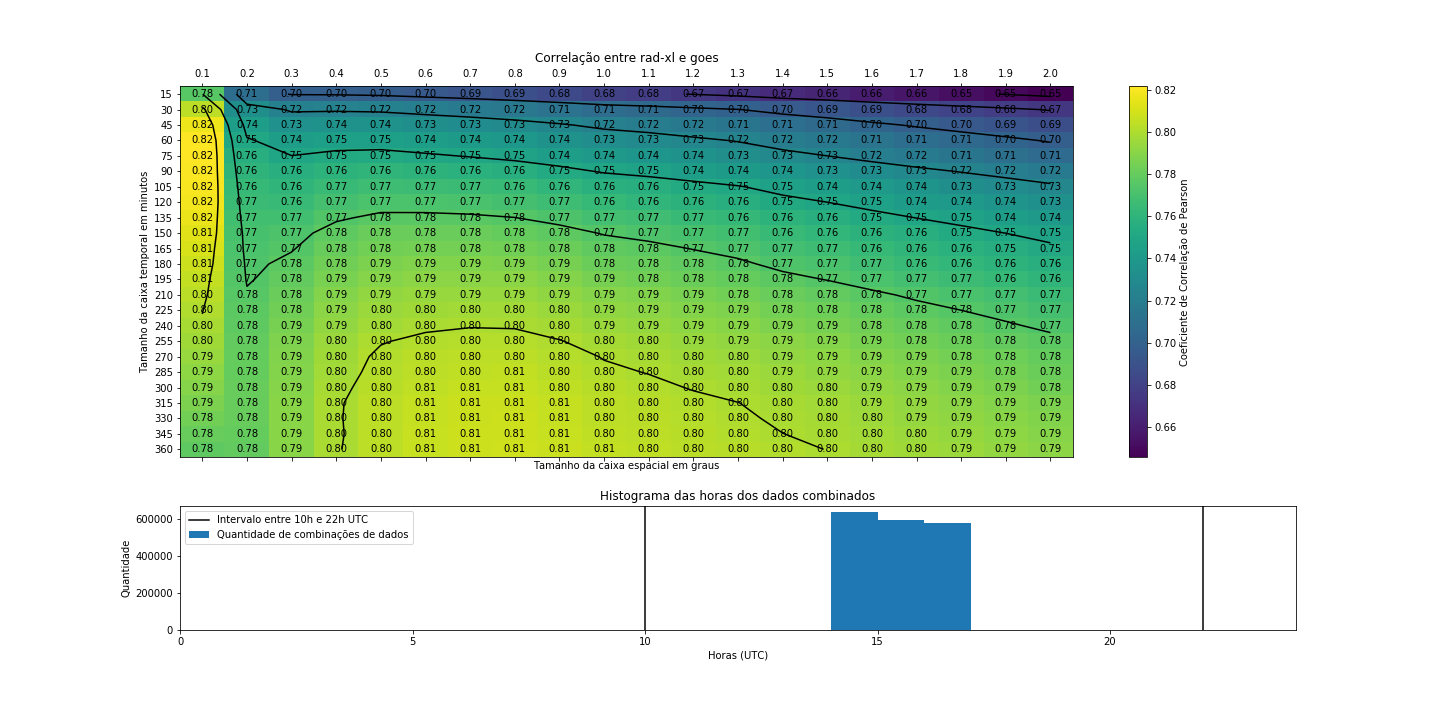 Correlação entre rad-xl e goes
0.1 0.2 0.3 0.4 0.5 0.6 0.7 0.8 0.9 1.0 1.1 1.2 1.3 1.4 1.5 1.6 1.7 1.8 1.9 2.0
15 0.78 0.71 0.70 0.70 0.70 0.70 0.69 0.69 0.68 0.68 0.68 0.67 0.67 0.67 0.66 0.66 0.66 0.65 0.65 0.65
30 0.80 0.73 0.72 0.72 0.72 0.72 0.72 0.72 0.71 0.71 0.71 0.70 0.70 0.70 0.69 0.69 0.68 0.68 0.68 0.67
45 0.82 0.74 0.73 0.74 0.74 0.73 0.73 0.73 0.73 0.72 0.72 0.72 0.71 0.71 0.71 0.70 0.70 0.70 0.69 0.69
60 0.82 0.75 0.74 0.75 0.75 0.74 0.74 0.74 0.74 0.73 0.73 0.73 0.72 0.72 0.72 0.71 0.71 0.71 0.70 0.70
75 0.82 0.76 0.75 0.75 0.75 0.75 0.75 0.75 0.74 0.74 0.74 0.74 0.73 0.73 0.73 0.72 0.72 0.71 0.71 0.71
90 0.82 0.76 0.76 0.76 0.76 0.76 0.76 0.76 0.75 0.75 0.75 0.74 0.74 0.74 0.73 0.73 0.73 0.72 0.72 0.72
105 0.82 0.76 0.76 0.77 0.77 0.77 0.76 0.76 0.76 0.76 0.76 0.75 0.75 0.75 0.74 0.74 0.74 0.73 0.73 0.73
120 0.82 0.77 0.76 0.77 0.77 0.77 0.77 0.77 0.77 0.76 0.76 0.76 0.76 0.75 0.75 0.75 0.74 0.74 0.74 0.73
135 0.82 0.77 0.77 0.77 0.78 0.78 0.78 0.78 0.77 0.77 0.77 0.77 0.76 0.76 0.76 0.75 0.75 0.75 0.74 0.74
150 0.81 0.77 0.77 0.78 0.78 0.78 0.78 0.78 0.78 0.77 0.77 0.77 0.77 0.76 0.76 0.76 0.76 0.75 0.75 0.75
165 0.81 0.77 0.77 0.78 0.78 0.78 0.78 0.78 0.78 0.78 0.78 0.77 0.77 0.77 0.77 0.76 0.76 0.76 0.75 0.75
180 0.81 0.77 0.78 0.78 0.79 0.79 0.79 0.79 0.78 0.78 0.78 0.78 0.78 0.77 0.77 0.77 0.76 0.76 0.76 0.76
195 0.81 0.77 0.78 0.79 0.79 0.79 0.79 0.79 0.79 0.79 0.78 0.78 0.78 0.78 0.77 0.77 0.77 0.77 0.76 0.76
210 0.80 0.78 0.78 0.79 0.79 0.79 0.79 0.79 0.79 0.79 0.79 0.79 0.78 0.78 0.78 0.78 0.77 0.77 0.77 0.77
225 0.80 0.78 0.78 0.79 0.80 0.80 0.80 0.80 0.80 0.79 0.79 0.79 0.79 0.78 0.78 0.78 0.78 0.78 0.77 0.77
240 0.80 0.78 0.79 0.79 0.80 0.80 0.80 0.80 0.80 0.79 0.79 0.79 0.79 0.79 0.79 0.78 0.78 0.78 0.78 0.77
255 0.80 0.78 0.79 0.80 0.80 0.80 0.80 0.80 0.80 0.80 0.80 0.79 0.79 0.79 0.79 0.79 0.78 0.78 0.78 0.78
270 0.79 0.78 0.79 0.80 0.80 0.80 0.80 0.80 0.80 0.80 0.80 0.80 0.79 0.79 0.79 0.79 0.79 0.78 0.78 0.78
285 0.79 0.78 0.79 0.80 0.80 0.80 0.80 0.81 0.80 0.80 0.80 0.80 0.80 0.79 0.79 0.79 0.79 0.79 0.78 0.78
300 0.79 0.78 0.79 0.80 0.80 0.81 0.81 0.81 0.80 0.80 0.80 0.80 0.80 0.80 0.80 0.79 0.79 0.79 0.79 0.78
315 0.79 0.78 0.79 0.80 0.80 0.81 0.81 0.81 0.81 0.80 0.80 0.80 0.80 0.80 0.80 0.79 0.79 0.79 0.79 0.79
330 0.78 0.78 0.79 0.80 0.80 0.81 0.81 0.81 0.81 0.80 0.80 0.80 0.80 0.80 0.80 0.80 0.79 0.79 0.79 0.79
345 0.78 0.78 0.79 0.80 0.80 0.81 0.81 0.81 0.81 0.80 0.80 0.80 0.80 0.80 0.80 0.80 0.80 0.79 0.79 0.79
360 0.78 0.78 0.79 0.80 0.80 0.81 0.81 0.81 0.81 0.81 0.80 0.80 0.80 0.80 0.80 0.80 0.80 0.79 0.79 0.79
Tamanho da caixa temporal em minutos
Tamanho da caixa espacial em graus
0.82
0.80
0.78
0.76
0.74
0.72
0.70
0.68
0.66
Coeficiente de Correlação de Pearson
Histograma das horas dos dados combinados
Intervalo entre 10h e 22h UTC
Quantidade de combinações de dados
600000
400000
200000
0
Quantidade
0 5 10 15 20
Horas (UTC)